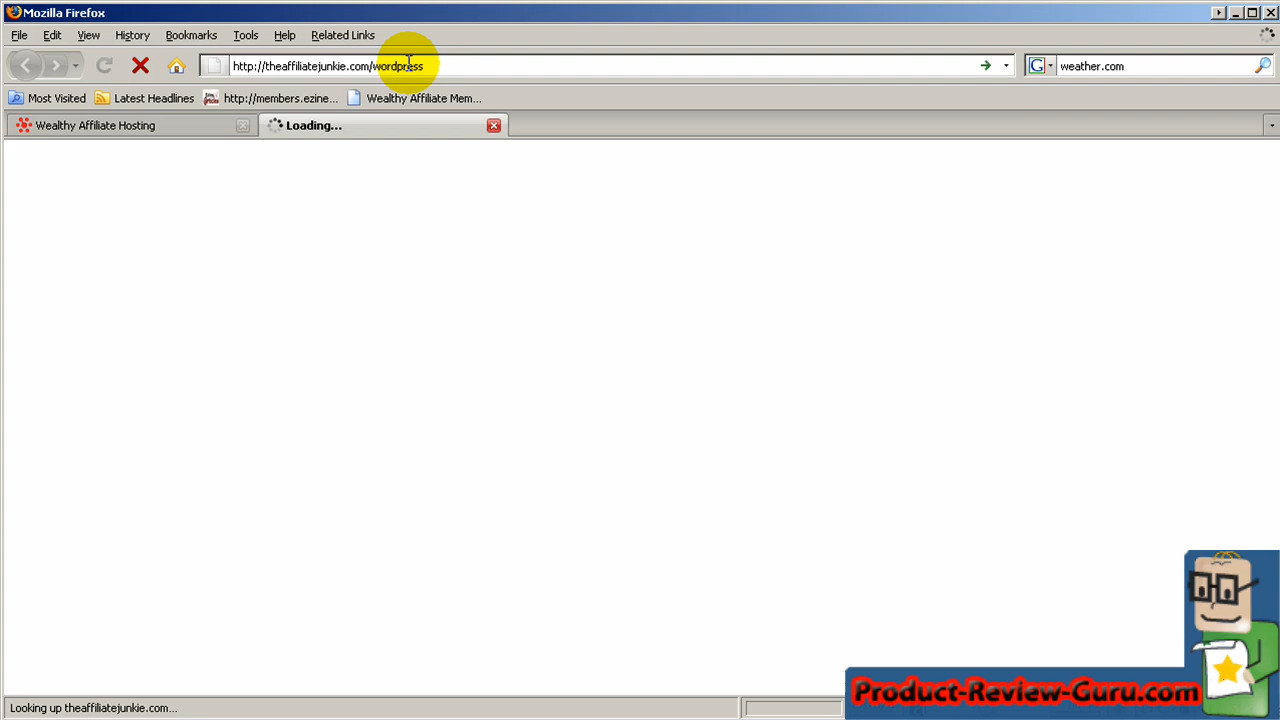 Mozilla Firefox
File Edit View History Bookmarks Tools Help Related Links
http://theaffiliatejunkie.com/wordpress G weather.com
Most Visited Latest Headlines http://members.ezine... Wealthy Affiliate Mem...
Wealthy Affiliate Hosting Loading...
Product-Review-Guru.com
Looking up theaffiliatejunkie.com...